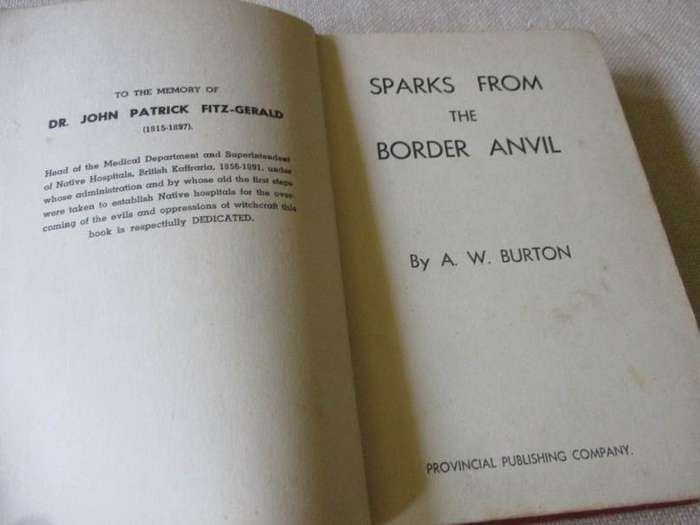 TO THE MEMORY OF
DR. JOHN PATRICK FITZ-GERALD
(1815-1897).
Head of the Medical Department and Superintendent
of Native Hospitals, British Kaffraria, 1856-1891, under
whose administration and by whose aid the first steps
were taken to establish Native hospitals for the over-
coming of the evils and oppressions of witchcraft this
book is respectfully DEDICATED.
SPARKS FROM
THE
BORDER ANVIL
By A. W. BURTON
PROVINCIAL PUBLISHING COMPANY.